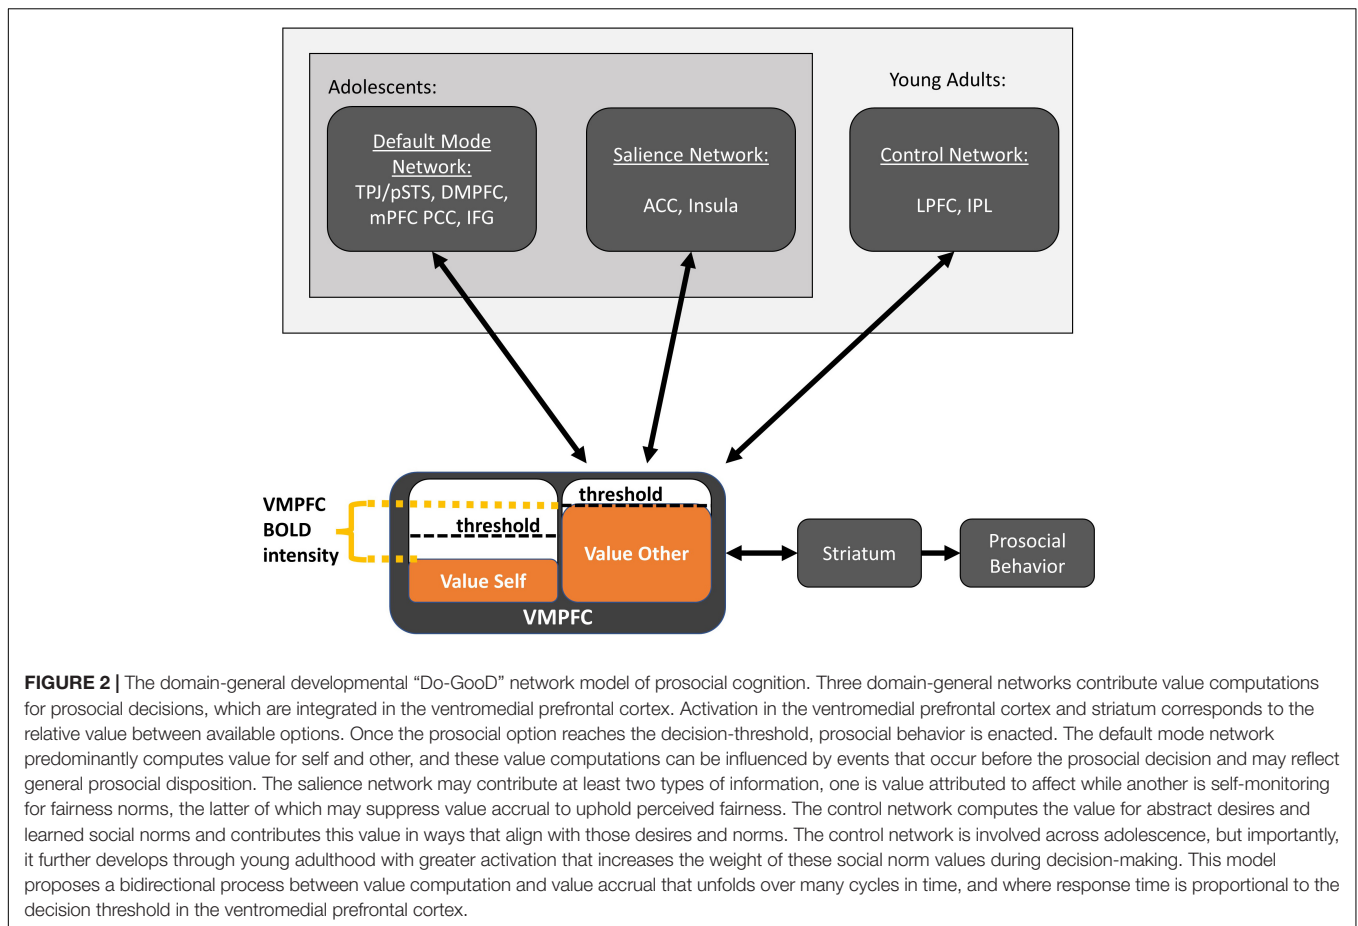 Adolescents:
Young Adults:
Default Mode
Network:
TPJ/pSTS, DMPFC,
mPFC PCC, IFG
Salience Network:
ACC, Insula
Control Network:
LPFC, IPL
VMPFC
BOLD
intensity
threshold
threshold
Value Self
Value Other
VMPFC
Striatum
Prosocial
Behavior
FIGURE 2 | The domain-general developmental “Do-GooD” network model of prosocial cognition. Three domain-general networks contribute value computations
for prosocial decisions, which are integrated in the ventromedial prefrontal cortex. Activation in the ventromedial prefrontal cortex and striatum corresponds to the
relative value between available options. Once the prosocial option reaches the decision-threshold, prosocial behavior is enacted. The default mode network
predominantly computes value for self and other, and these value computations can be influenced by events that occur before the prosocial decision and may reflect
general prosocial disposition. The salience network may contribute at least two types of information, one is value attributed to affect while another is self-monitoring
for fairness norms, the latter of which may suppress value accrual to uphold perceived fairness. The control network computes the value for abstract desires and
learned social norms and contributes this value in ways that align with those desires and norms. The control network is involved across adolescence, but importantly,
it further develops through young adulthood with greater activation that increases the weight of these social norm values during decision-making. This model
proposes a bidirectional process between value computation and value accrual that unfolds over many cycles in time, and where response time is proportional to the
decision threshold in the ventromedial prefrontal cortex.